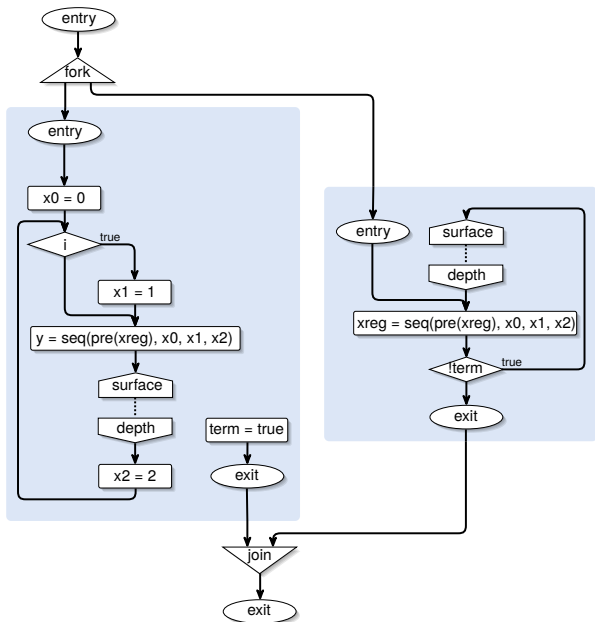 entry
fork
entry
x0 = 0
i
true
x1 = 1
y = seq(pre(xreg), x0, x1, x2)
surface
depth
x2 = 2
term = true
exit
entry
surface
depth
xreg = seq(pre(xreg), x0, x1, x2)
!term
true
exit
join
exit